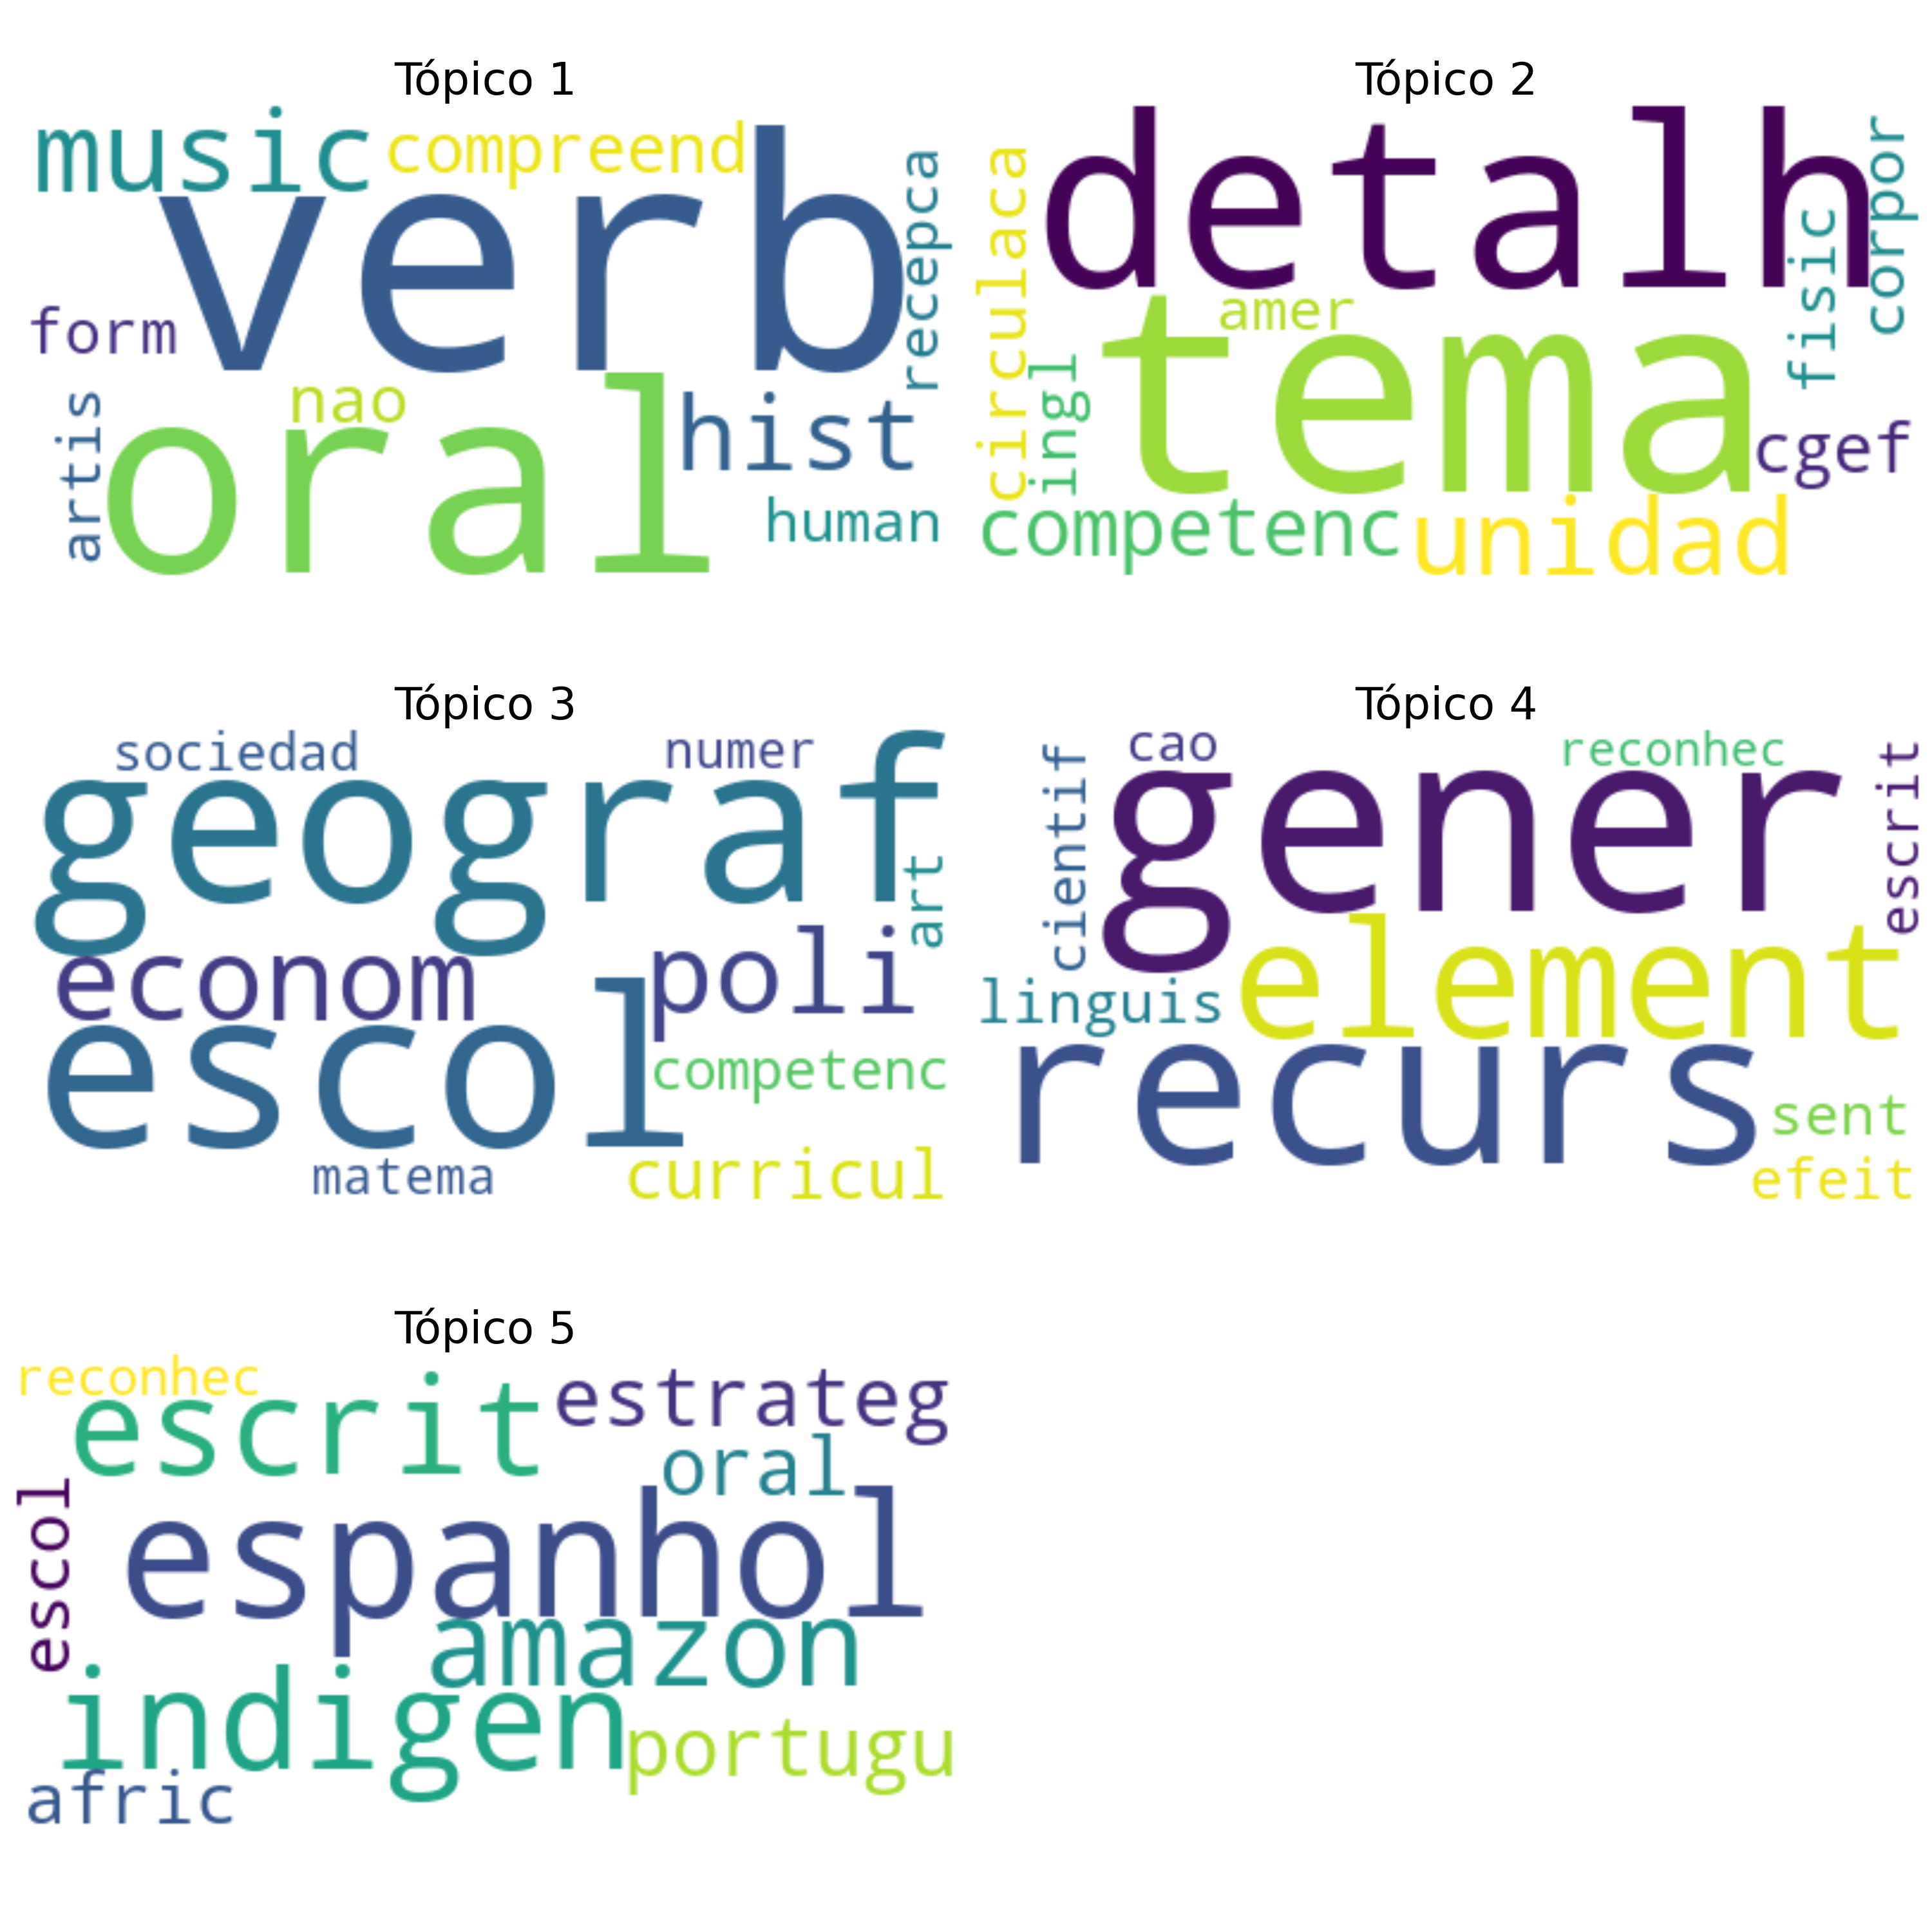 Tópico 1
music
compreend
verb
recepca
form
nao
artis
oral
hist
human
Tópico 2
detalh
corpor
circulaca
fisic
amer
ingl
tema
cgef
competenc
unidad
Tópico 3
sociedad
numer
geograf
art
econom
poli
escol
competenc
matema
curricul
Tópico 4
cao
reconhec
cientif
gener
escrit
linguis
element
recurs
sent
efeit
Tópico 5
reconhec
escrit
estrateg
oral
escol
espanhol
amazon
indigen
portugu
afric